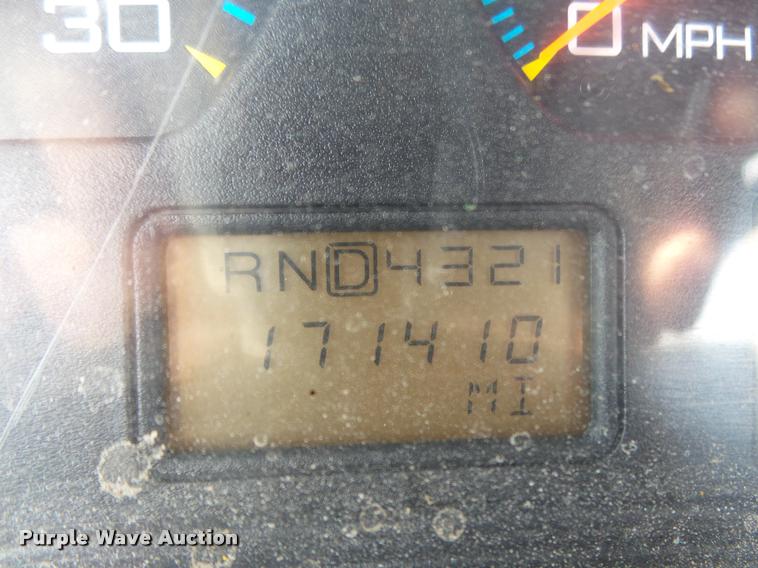 30
0 MPH
RND4321
171410
MI
Purple Wave Auction